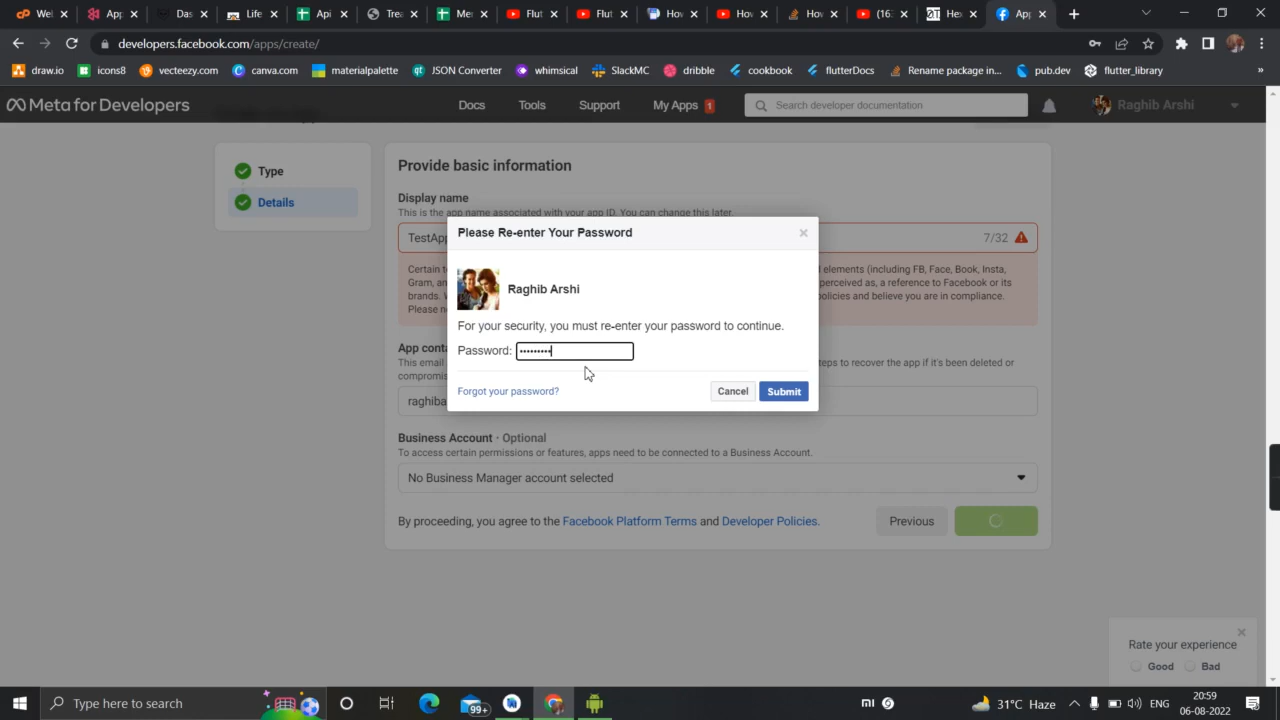 Wei
App
Das
Life
Api
Trea
Me
Flut
Flut
How
How
How
(16
Hex
App
developers.facebook.com/apps/create/
draw.io
icons8
vecteezy.com
canva.com
materialpalette
JSON Converter
whimsical
SlackMC
dribble
cookbook
flutterDocs
Rename package in...
pub.dev
flutter_library
»
Meta for Developers
Docs
Tools
Support
My Apps 1
Search developer documentation
Raghib Arshi
Type
Details
Provide basic information
Display name
This is the app name associated with your app ID. You can change this later.
TestApp
7/32
Certain t
l elements (including FB, Face, Book, Insta,
Gram, an
perceived as, a reference to Facebook or its
brands. W
policies and believe you are in compliance.
Please n
Please Re-enter Your Password
×
Raghib Arshi
For your security, you must re-enter your password to continue.
Password: •••••••••
Forgot your password?
Cancel
Submit
App conta
This email
steps to recover the app if it's been deleted or
compromis
raghiba
Business Account · Optional
To access certain permissions or features, apps need to be connected to a Business Account.
No Business Manager account selected
By proceeding, you agree to the Facebook Platform Terms and Developer Policies.
Previous
Rate your experience
Good
Bad
Type here to search
99+
mi
31°C Haze
ENG
20:59
06-08-2022